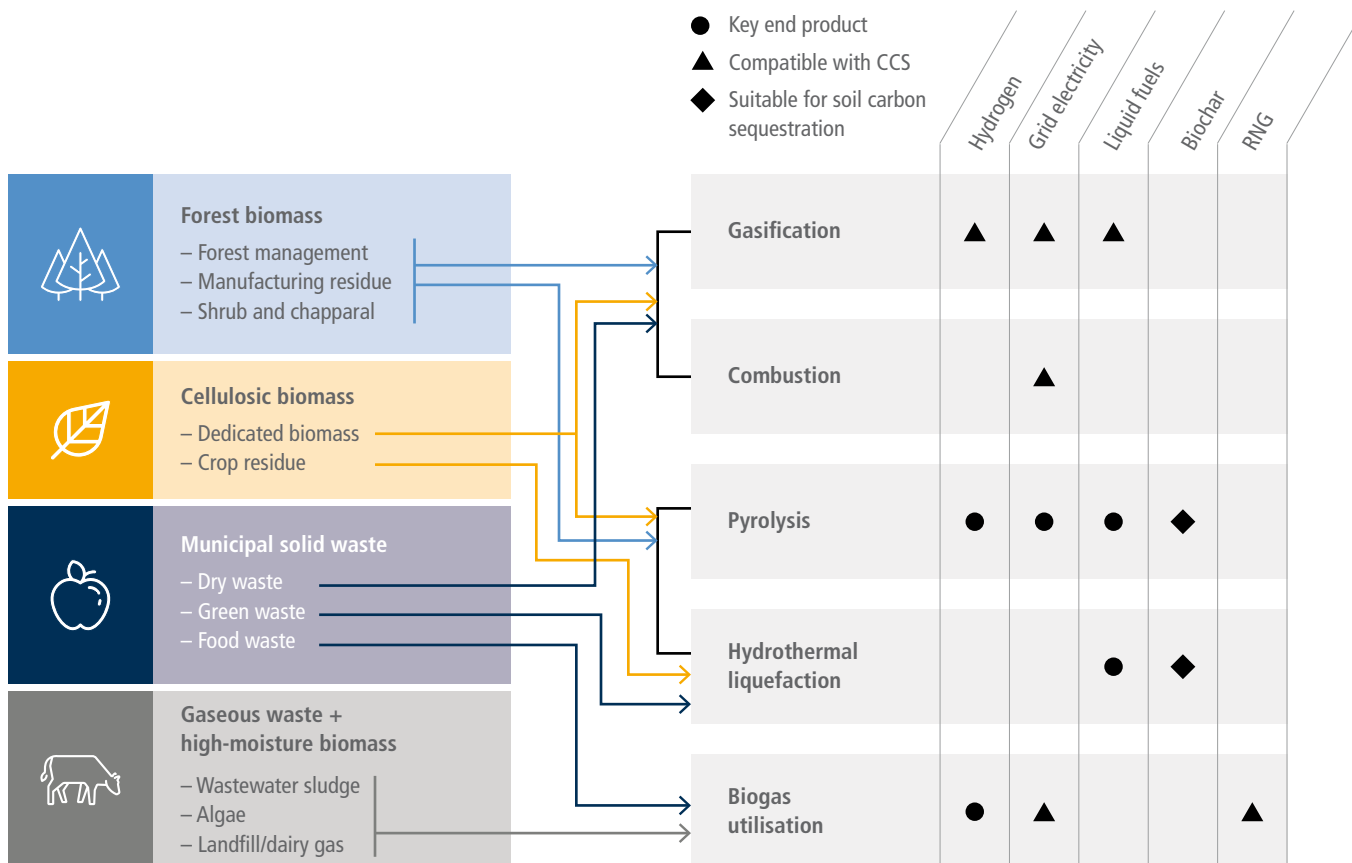 Key end product
Compatible with CCS
Suitable for soil carbon
sequestration
Hydrogen
Grid electricity
Liquid fuels
Biochar
RNG
Forest biomass
– Forest management
– Manufacturing residue
– Shrub and chapparal
Cellulosic biomass
– Dedicated biomass
– Crop residue
Municipal solid waste
– Dry waste
– Green waste
– Food waste
Gaseous waste +
high-moisture biomass
– Wastewater sludge
– Algae
– Landfill/dairy gas
Gasification
Combustion
Pyrolysis
Hydrothermal
liquefaction
Biogas
utilisation